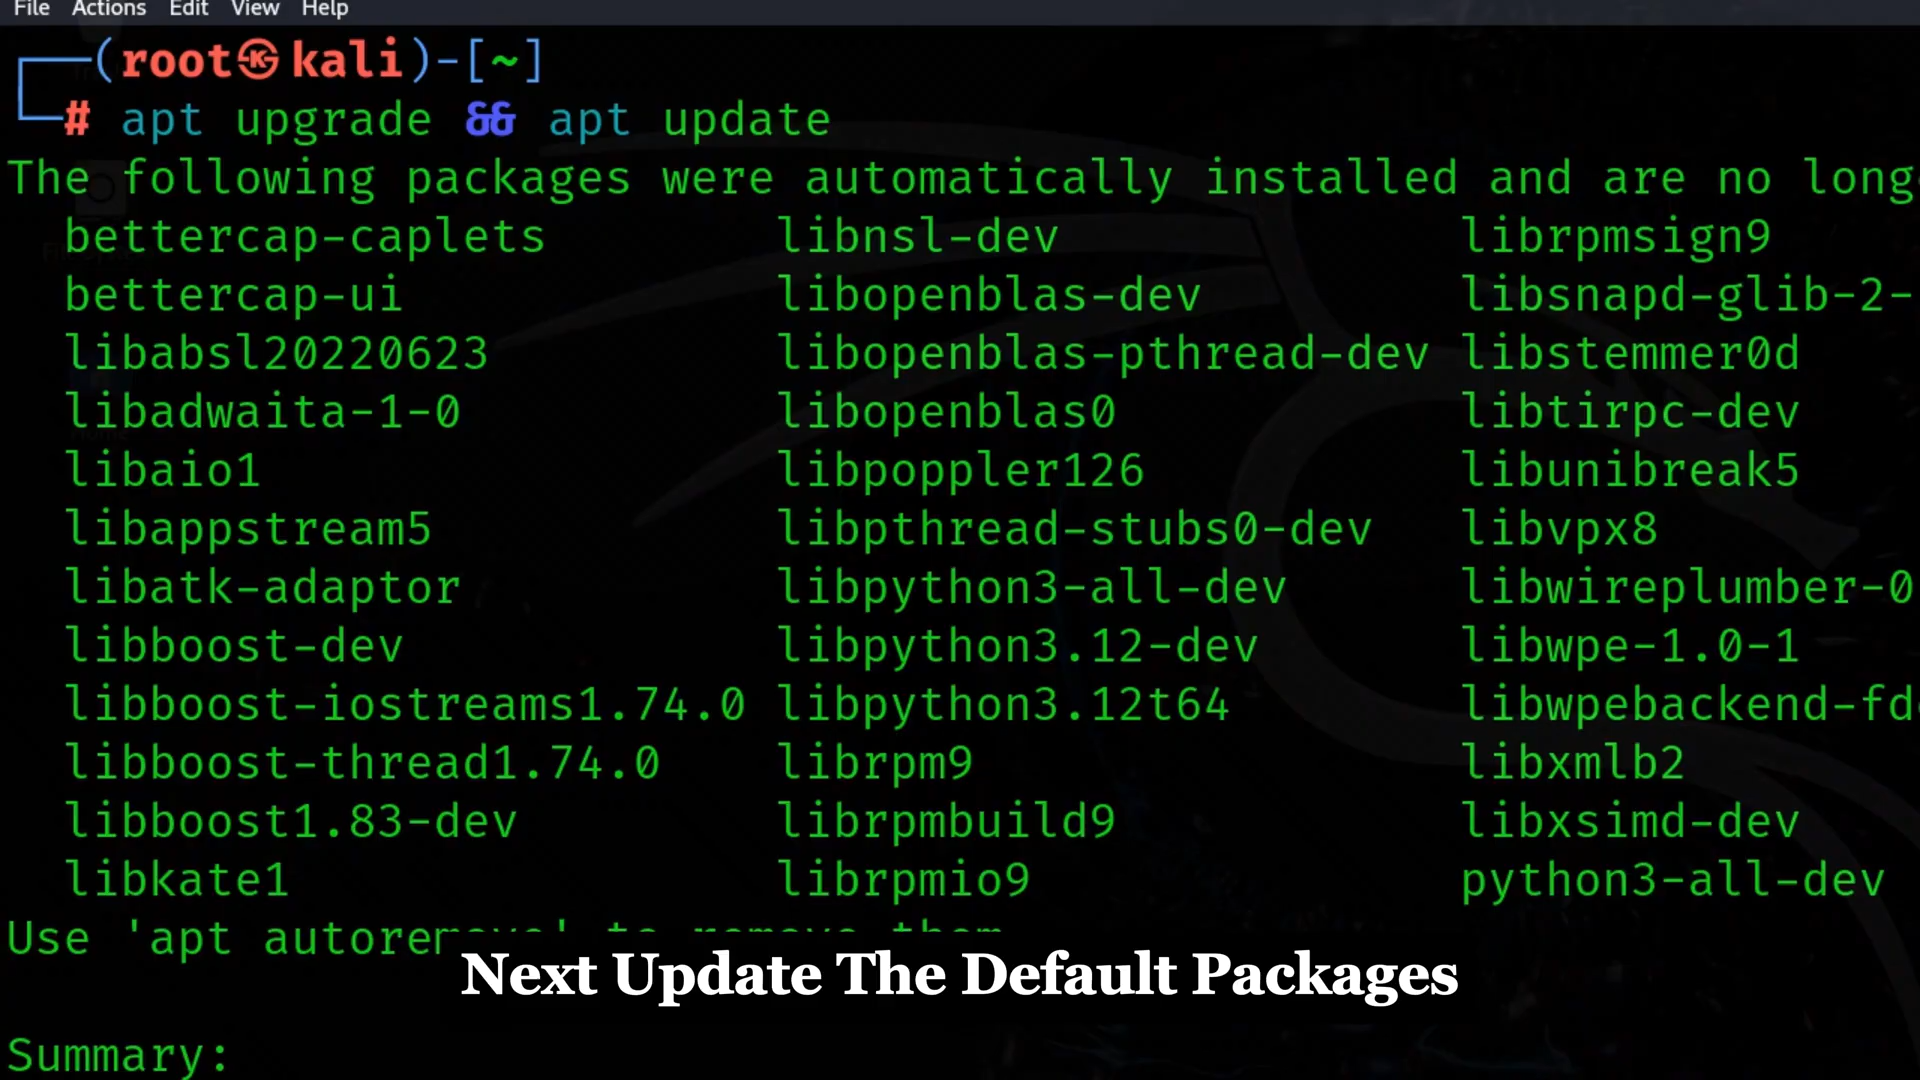 File Actions Edit View Help
(root㉿kali)-[~]
# apt upgrade && apt update
The following packages were automatically installed and are no
bettercap-caplets libnsl-dev librpmsign9
bettercap-ui libopenblas-dev libsnapd-glib-2-
libabsl20220623 libopenblas-pthread-dev libstemmer0d
libadwaita-1-0 libopenblas0 libtirpc-dev
libaio1 libpoppler126 libunibreak5
libappstream5 libpthread-stubs0-dev libvpx8
libatk-adaptor libpython3-all-dev libwireplumber-0
libboost-dev libpython3.12-dev libwpe-1.0-1
libboost-iostreams1.74.0 libpython3.12t64 libwpebackend-fd
libboost-thread1.74.0 librpm9 libxmlb2
libboost1.83-dev librpmbuild9 libxsimd-dev
libkate1 librpmio9 python3-all-dev
Use 'apt autoremove' to remove them
Next Update The Default Packages
Summary: